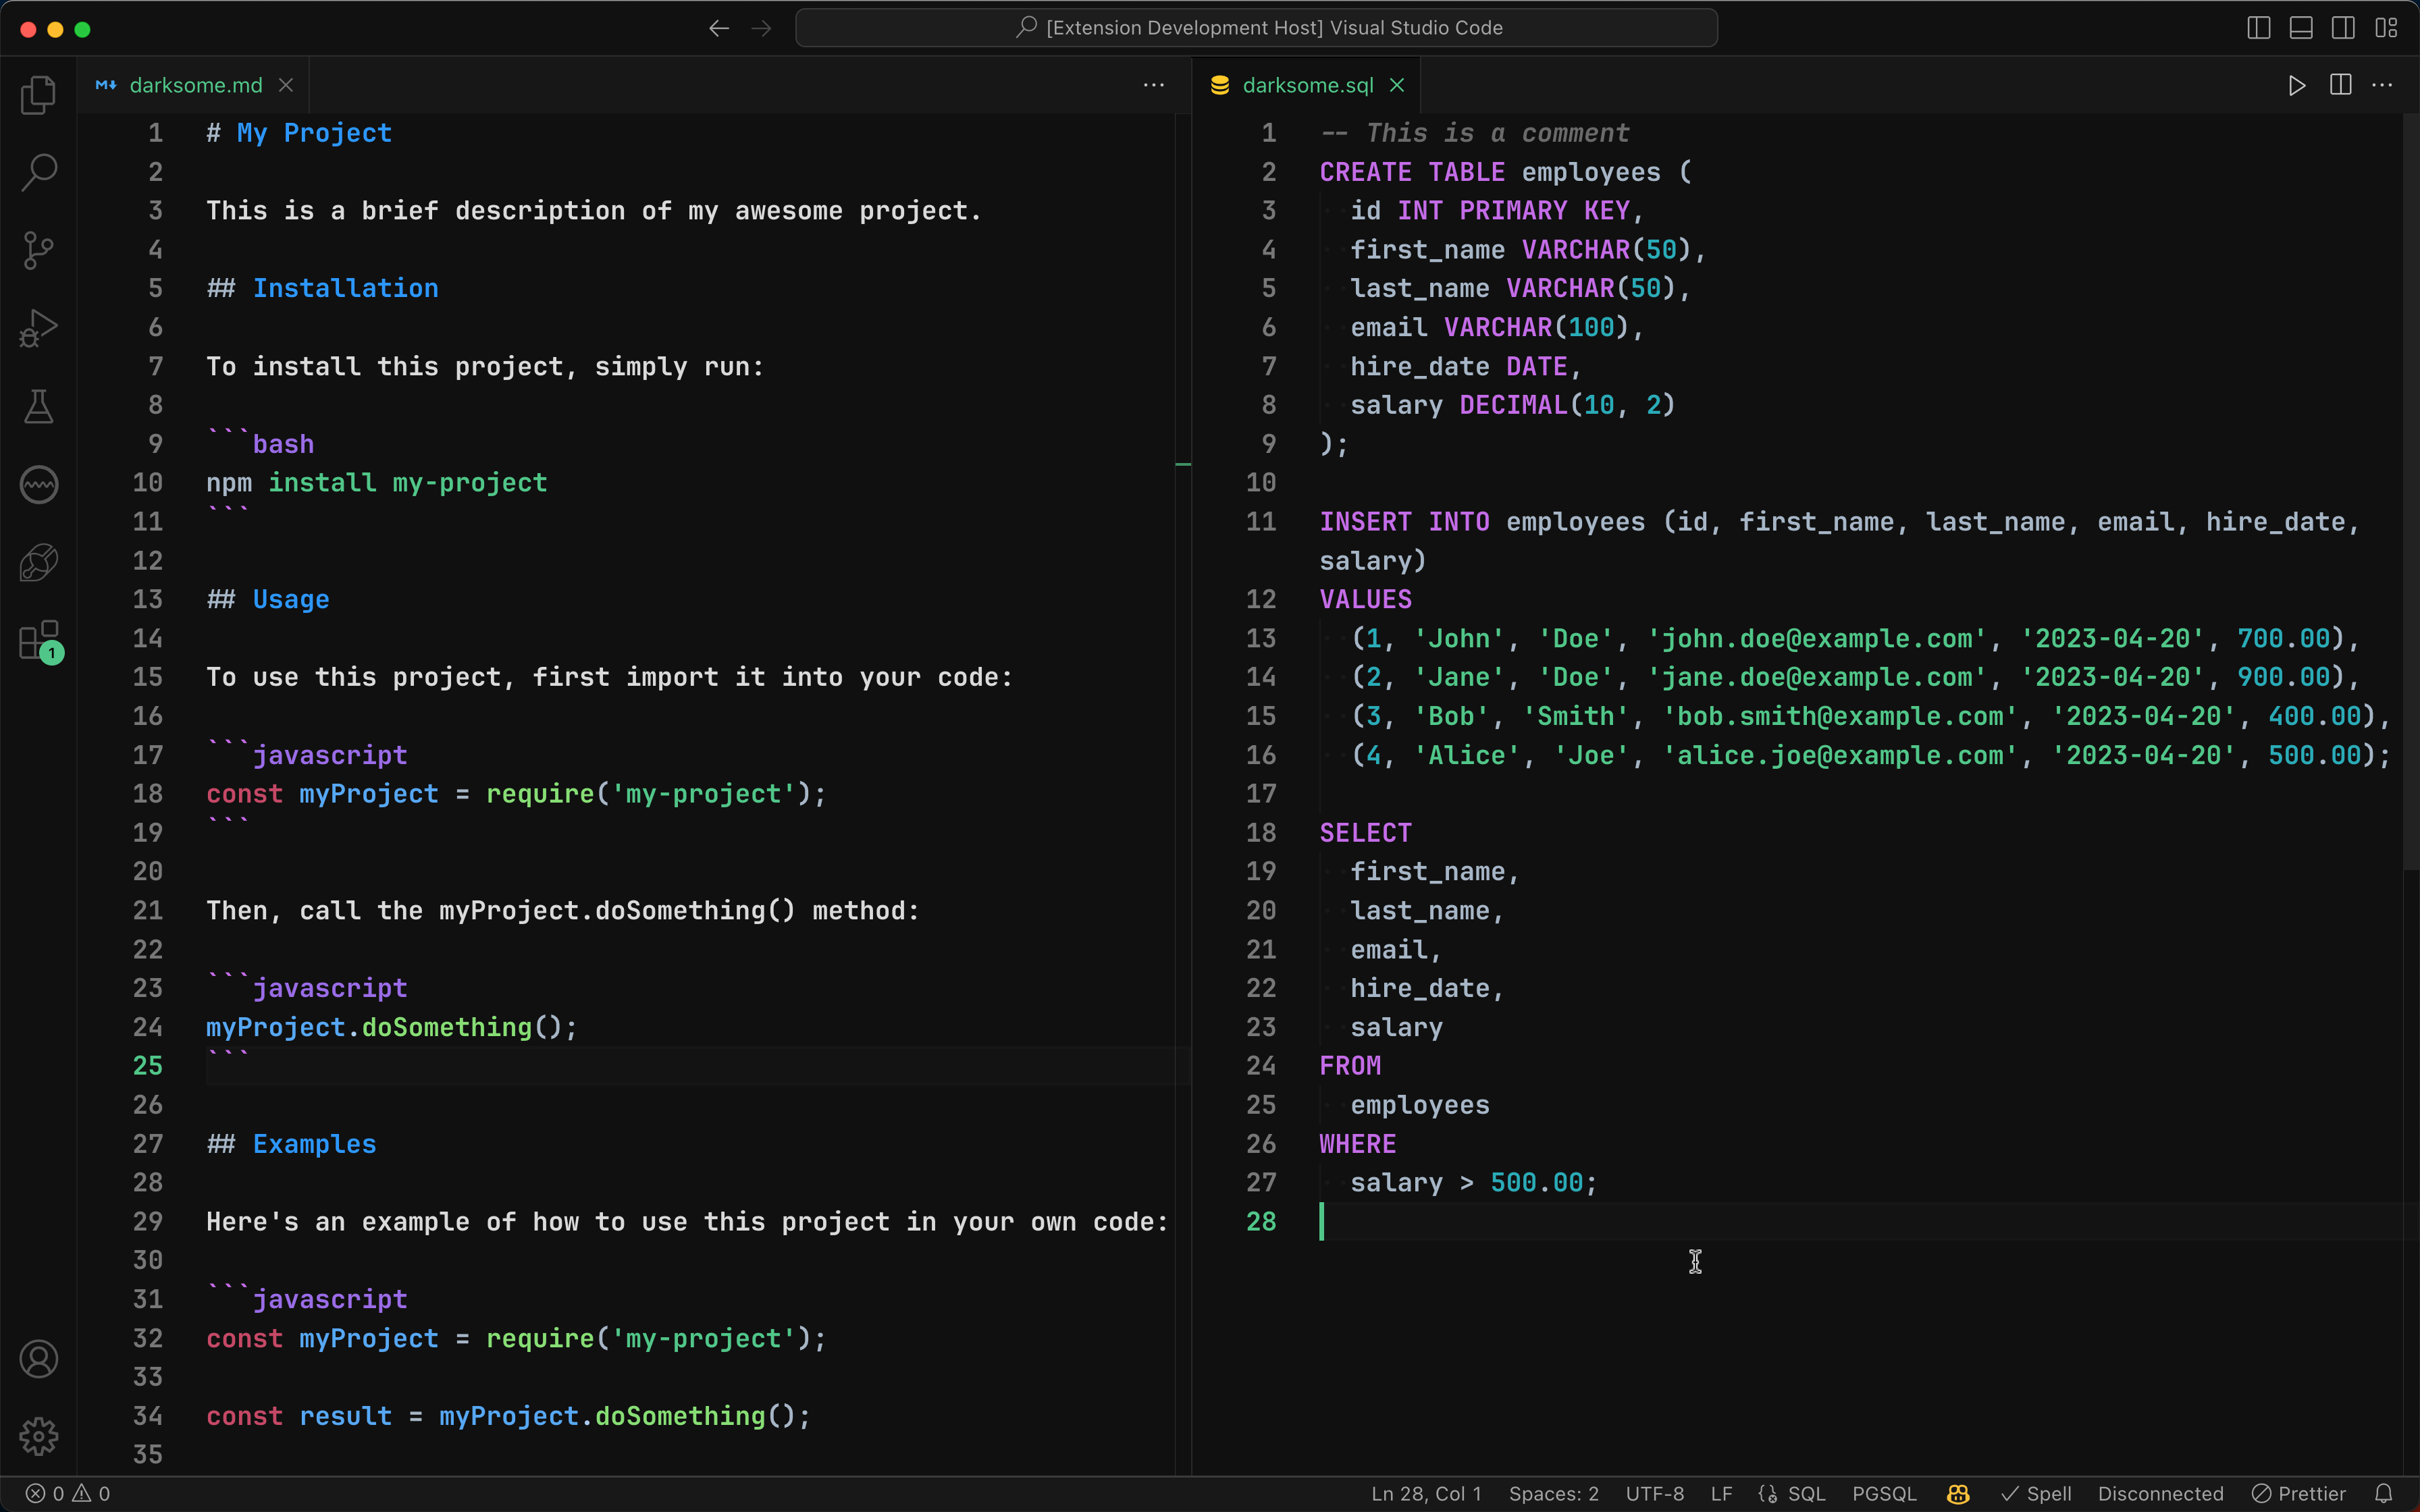 [Extension Development Host] Visual Studio Code
darksome.md
1 # My Project
2
3 This is a brief description of my awesome project.
4
5 ## Installation
6
7 To install this project, simply run:
8
9 ```bash
10 npm install my-project
11 ```
12
13 ## Usage
14
15 To use this project, first import it into your code:
16
17 ```javascript
18 const myProject = require('my-project');
19 ```
20
21 Then, call the myProject.doSomething() method:
22
23 ```javascript
24 myProject.doSomething();
25 ```
26
27 ## Examples
28
29 Here's an example of how to use this project in your own code:
30
31 ```javascript
32 const myProject = require('my-project');
33
34 const result = myProject.doSomething();
35
1
darksome.sql
1 -- This is a comment
2 CREATE TABLE employees (
3   id INT PRIMARY KEY,
4   first_name VARCHAR(50),
5   last_name VARCHAR(50),
6   email VARCHAR(100),
7   hire_date DATE,
8   salary DECIMAL(10, 2)
9 );
10
11 INSERT INTO employees (id, first_name, last_name, email, hire_date,
salary)
12 VALUES
13   (1, 'John', 'Doe', 'john.doe@example.com', '2023-04-20', 700.00),
14   (2, 'Jane', 'Doe', 'jane.doe@example.com', '2023-04-20', 900.00),
15   (3, 'Bob', 'Smith', 'bob.smith@example.com', '2023-04-20', 400.00),
16   (4, 'Alice', 'Joe', 'alice.joe@example.com', '2023-04-20', 500.00);
17
18 SELECT
19   first_name,
20   last_name,
21   email,
22   hire_date,
23   salary
24 FROM
25   employees
26 WHERE
27   salary > 500.00;
28
0 0 Ln 28, Col 1 Spaces: 2 UTF-8 LF SQL PGSQL Spell Disconnected Prettier